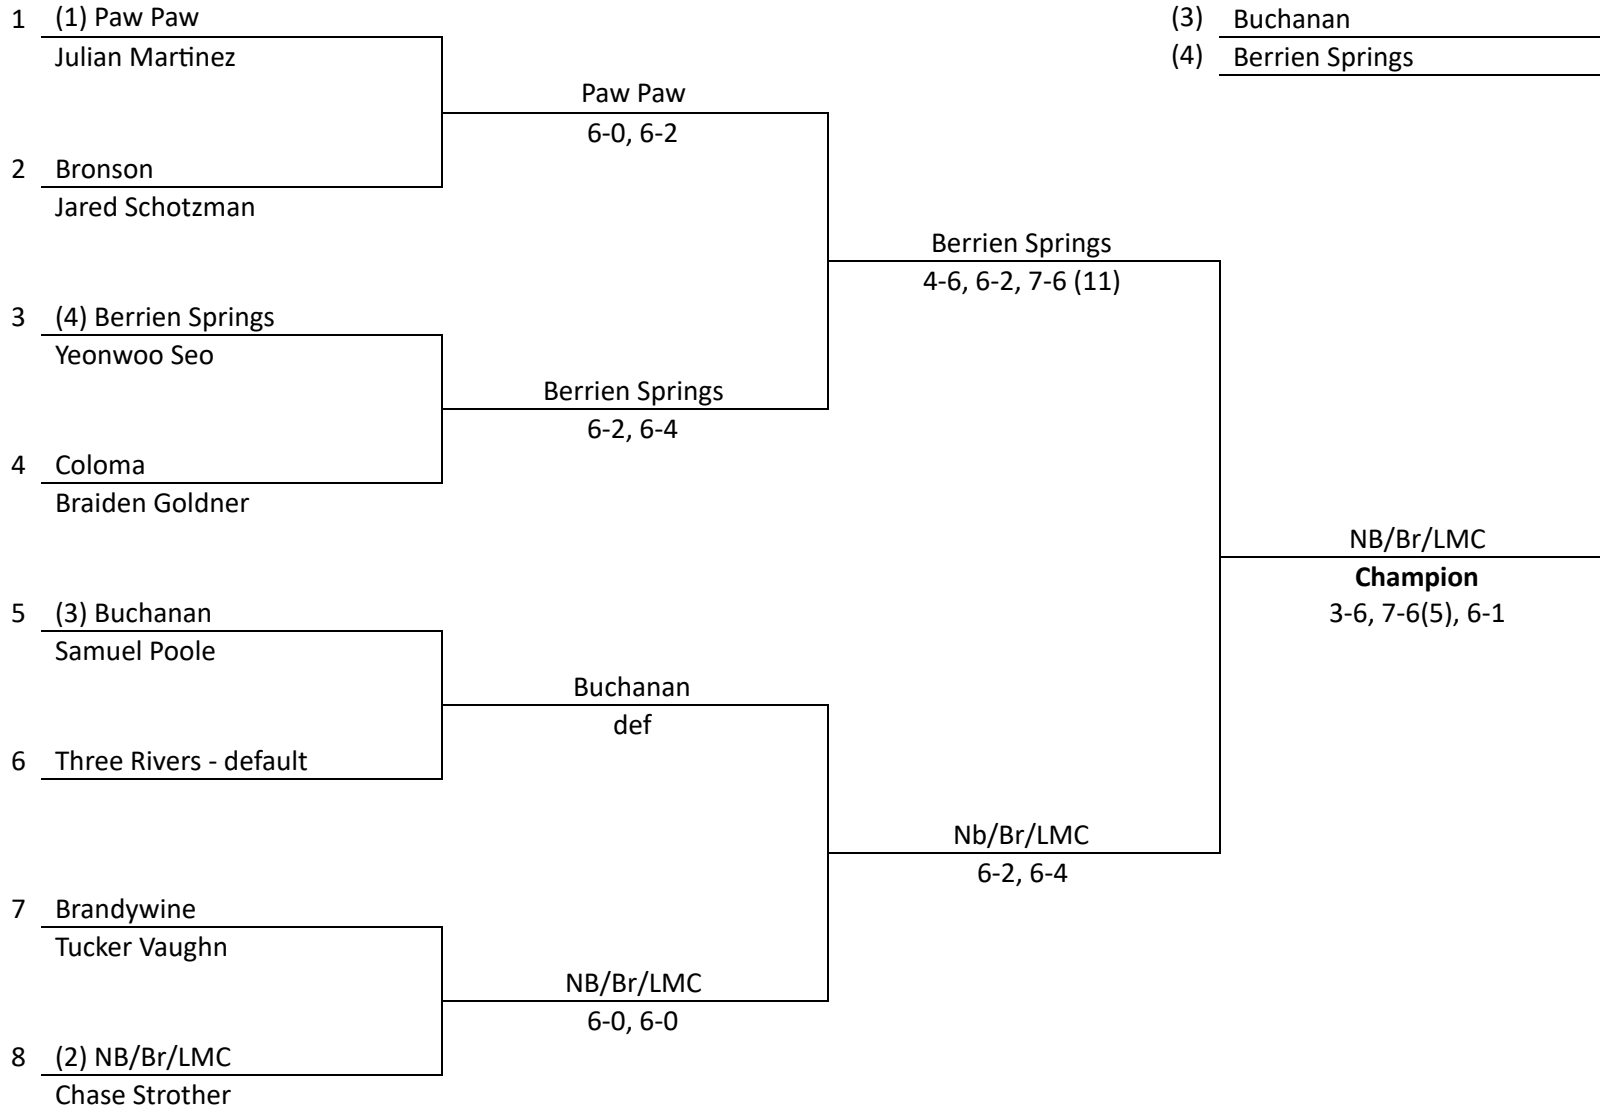 1 (1) Paw Paw
Julian Martinez
(3) Buchanan
(4) Berrien Springs
Paw Paw
6-0, 6-2
2 Bronson
Jared Schotzman
Berrien Springs
4-6, 6-2, 7-6 (11)
3 (4) Berrien Springs
Yeonwoo Seo
Berrien Springs
6-2, 6-4
4 Coloma
Braiden Goldner
NB/Br/LMC
Champion
3-6, 7-6(5), 6-1
5 (3) Buchanan
Samuel Poole
Buchanan
def
6 Three Rivers - default
Nb/Br/LMC
6-2, 6-4
7 Brandywine
Tucker Vaughn
NB/Br/LMC
6-0, 6-0
8 (2) NB/Br/LMC
Chase Strother